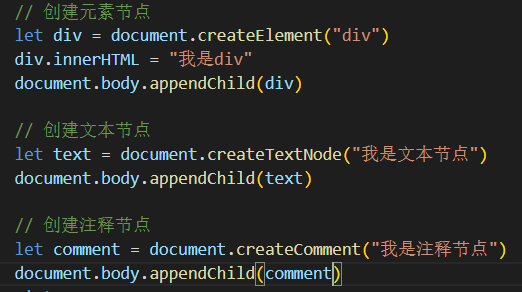 // 创建元素节点
let div = document.createElement("div")
div.innerHTML = "我是div"
document.body.appendChild(div)
// 创建文本节点
let text = document.createTextNode("我是文本节点")
document.body.appendChild(text)
// 创建注释节点
let comment = document.createComment("我是注释节点")
document.body.appendChild(comment)